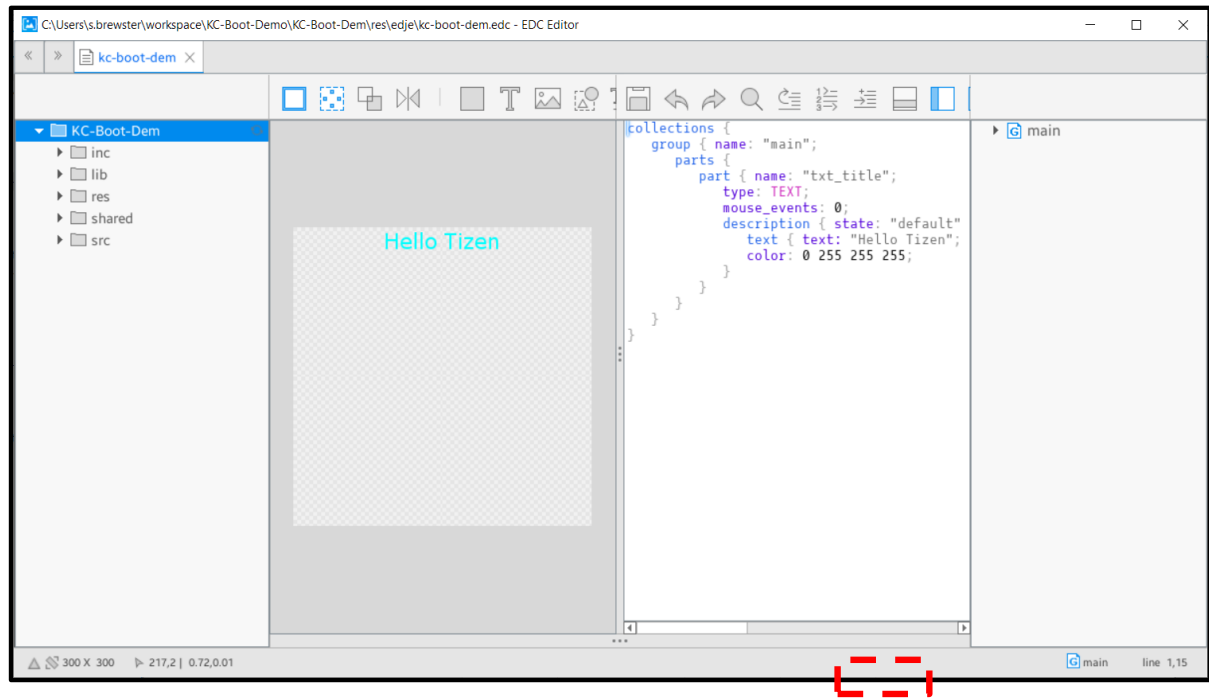 C:\Users\s.brewster\workspace\KC-Boot-Demo\KC-Boot-Dem\res\edje\kc-boot-dem.edc - EDC Editor
kc-boot-dem
KC-Boot-Dem
inc
lib
res
shared
src
Hello Tizen
collections {
group { name: "main";
parts {
part { name: "txt_title";
type: TEXT;
mouse_events: 0;
description { state: "default"
text { text: "Hello Tizen";
color: 0 255 255 255;
}
}
}
}
}
G main
300 X 300 217,2 | 0.72,0.01
G main line 1,15